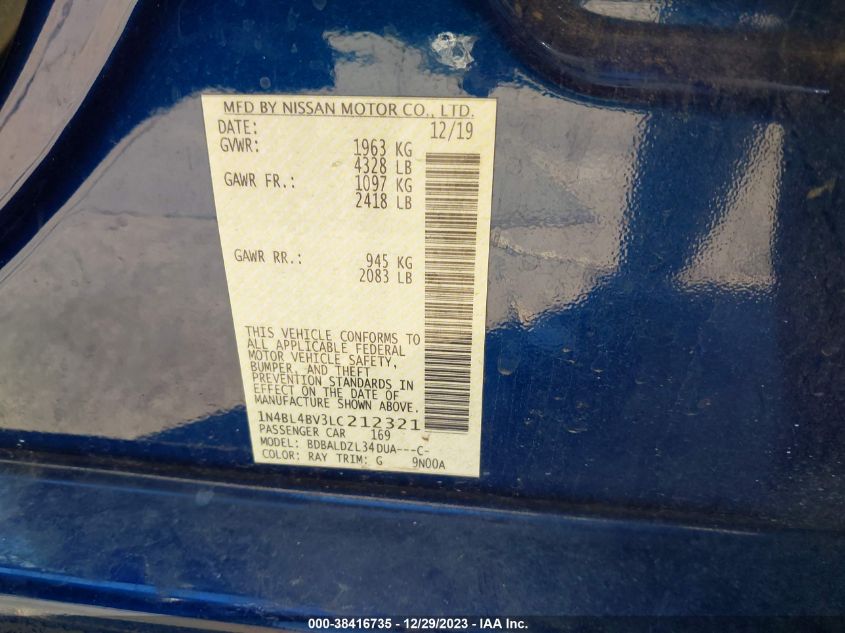 MFD BY NISSAN MOTOR CO., LTD.
DATE: 12/19
GVWR: 1963 KG
4328 LB
GAWR FR.: 1097 KG
2418 LB
GAWR RR.: 945 KG
2083 LB
THIS VEHICLE CONFORMS TO
ALL APPLICABLE FEDERAL
MOTOR VEHICLE SAFETY,
BUMPER, AND THEFT
PREVENTION STANDARDS IN
EFFECT ON THE DATE OF
MANUFACTURE SHOWN ABOVE.
1N4BL4BV3LC212321
PASSENGER CAR 169
MODEL: BDBALDZL34DUA---C-
COLOR: RAY TRIM: G 9N00A
000-38416735 - 12/29/2023 - IAA Inc.